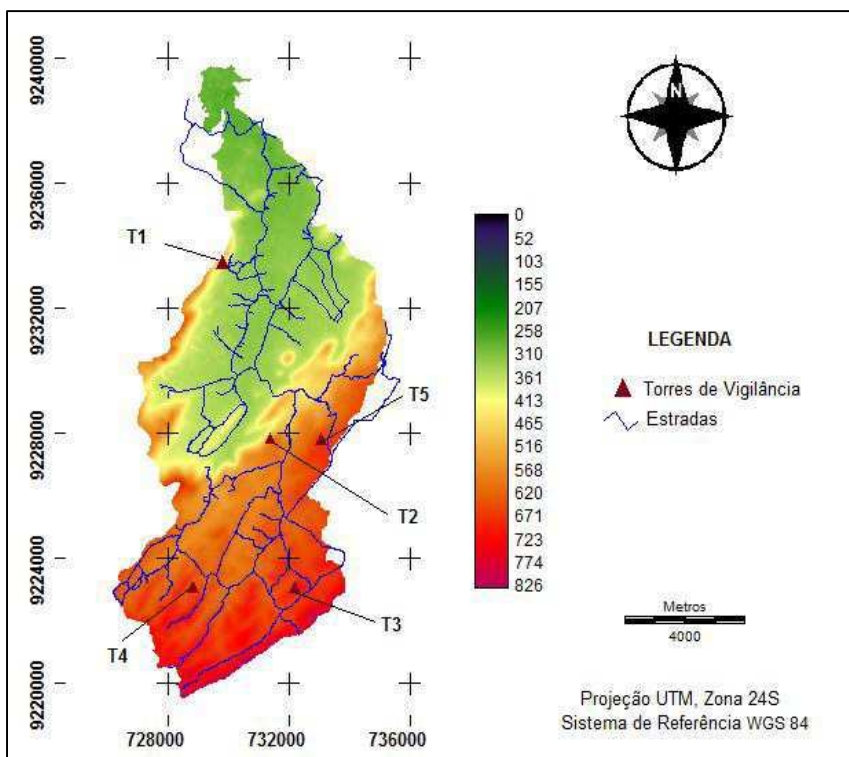 9240000
9236000
9232000
9228000
9224000
9220000
728000
732000
736000
T1
T5
T2
T3
T4
0
52
103
155
207
258
310
361
413
465
516
568
620
671
723
774
826
N
LEGENDA
Torres de Vigilância
Estradas
Metros
4000
Projeção UTM, Zona 24S
Sistema de Referência WGS 84